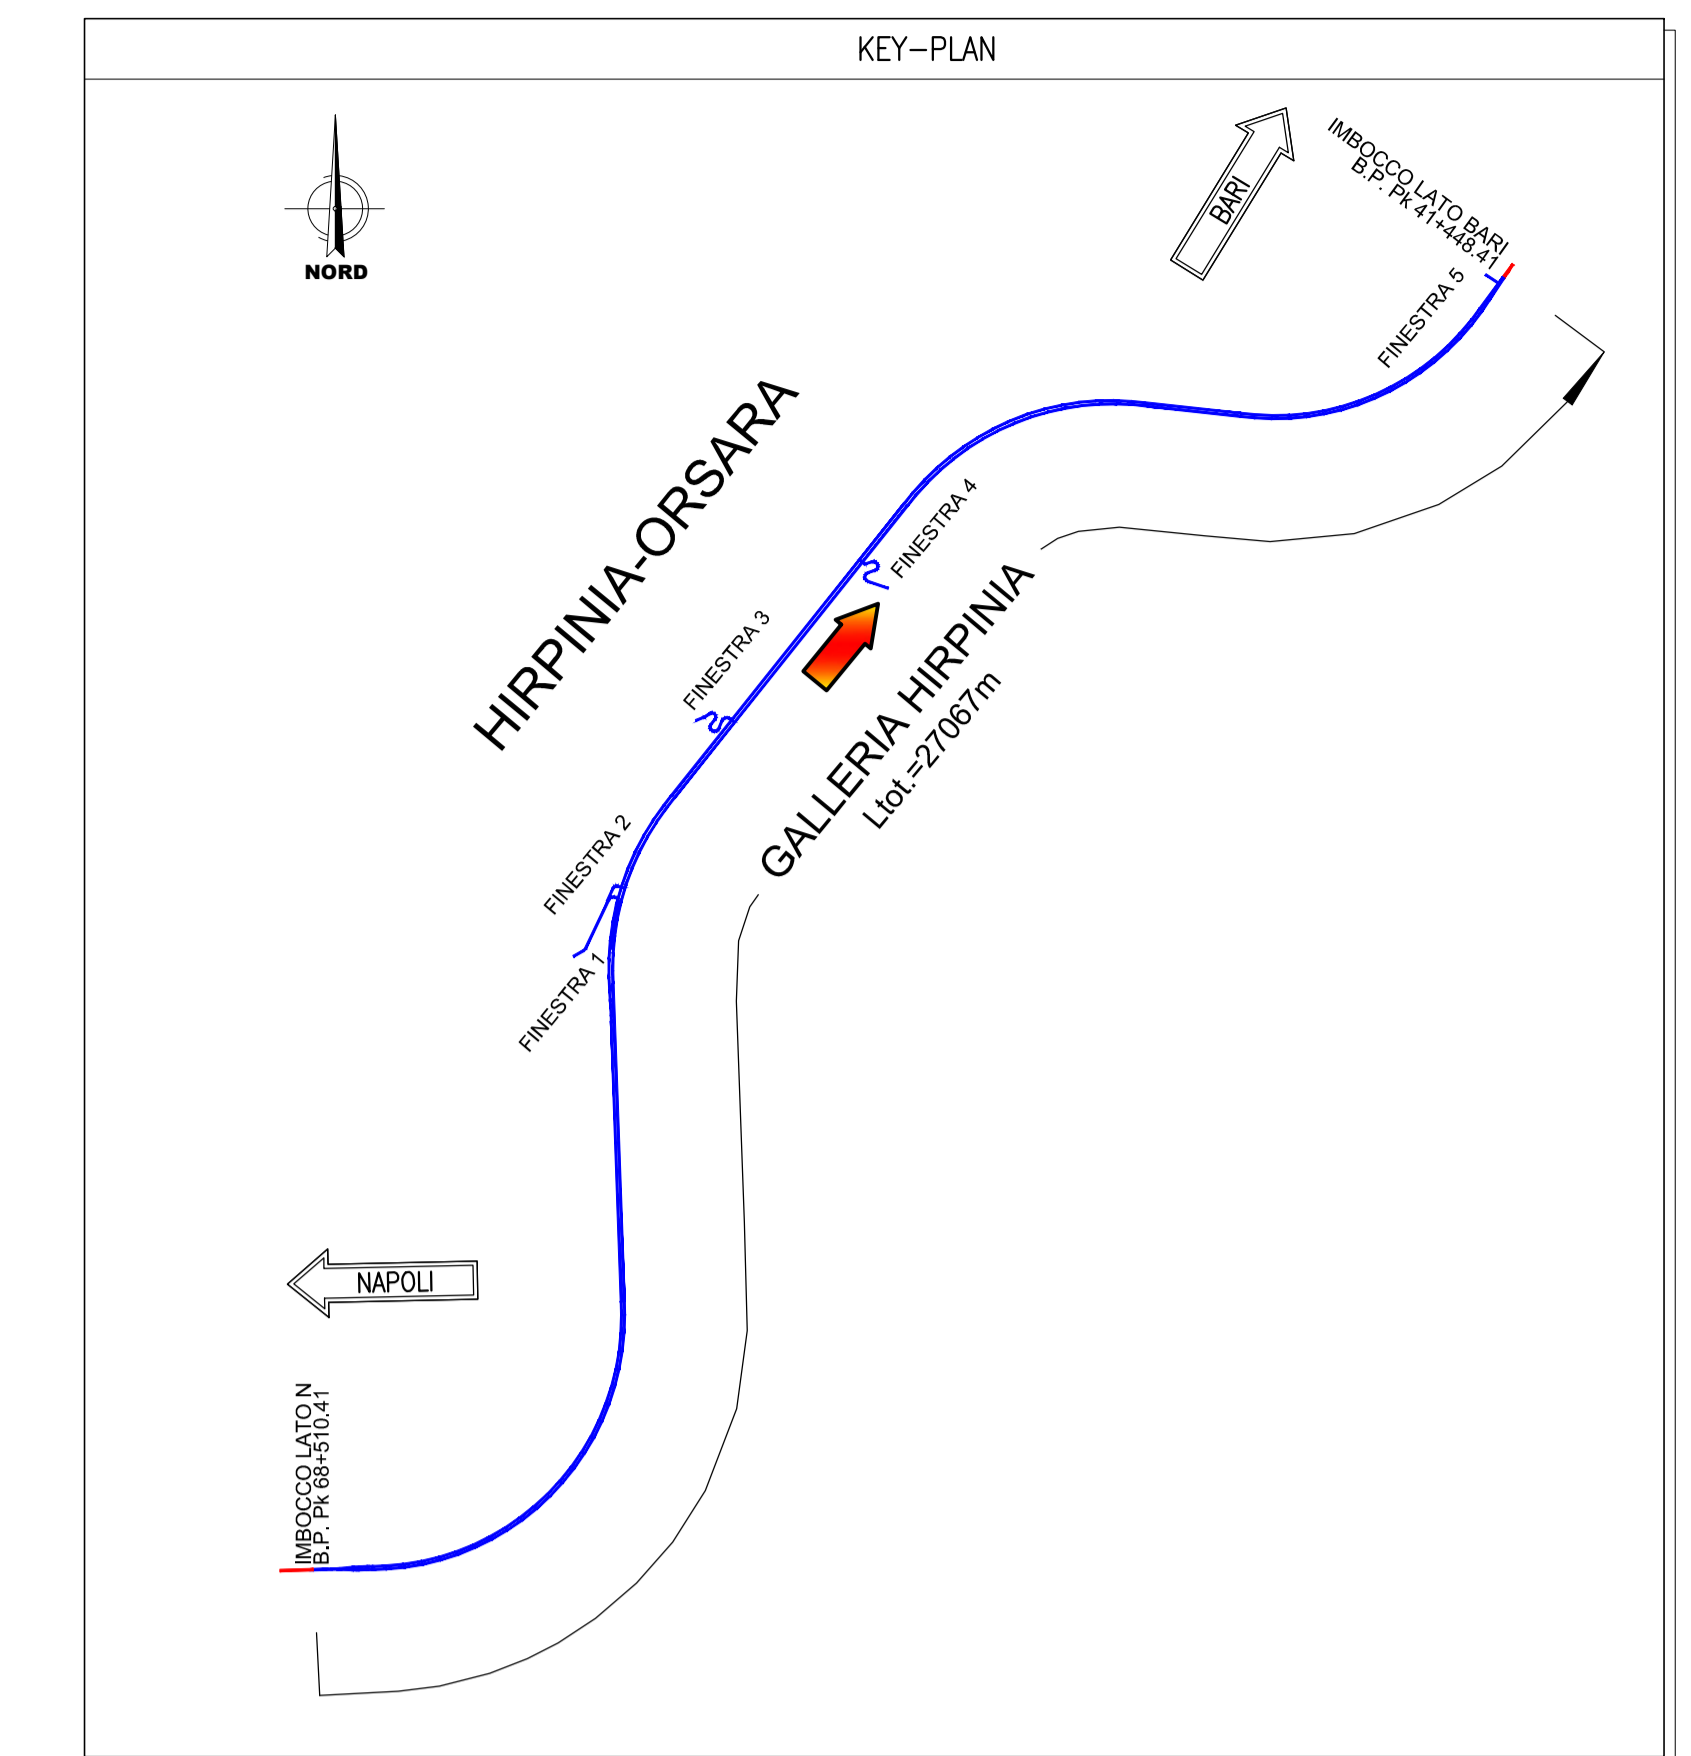 KEY-PLAN
NORD
BARI
IMBOCCO LATO BARI
B.P. Pk 41+448.41
FINESTRA 5
HIRPINIA-ORSARA
FINESTRA 4
FINESTRA 3
GALLERIA HIRPINIA
Ltot.=27067m
FINESTRA 2
FINESTRA 1
NAPOLI
IMBOCCO LATO N
B.P. Pk 68+510.41